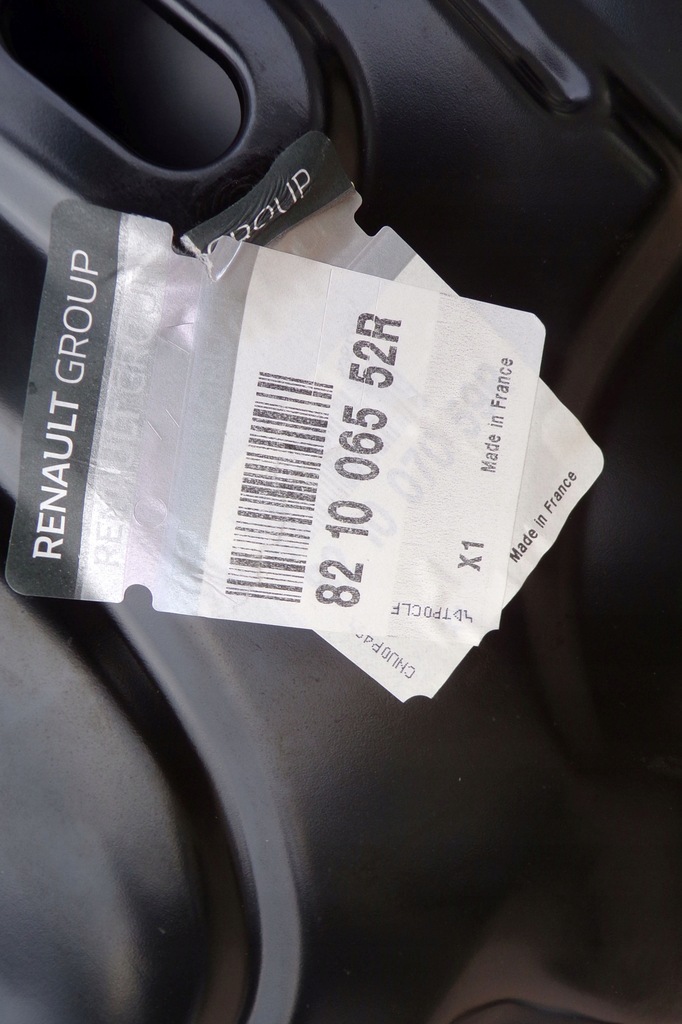 RENAULT GROUP
82 10 065 52R
Made in France
X1
GROUP
Made in France